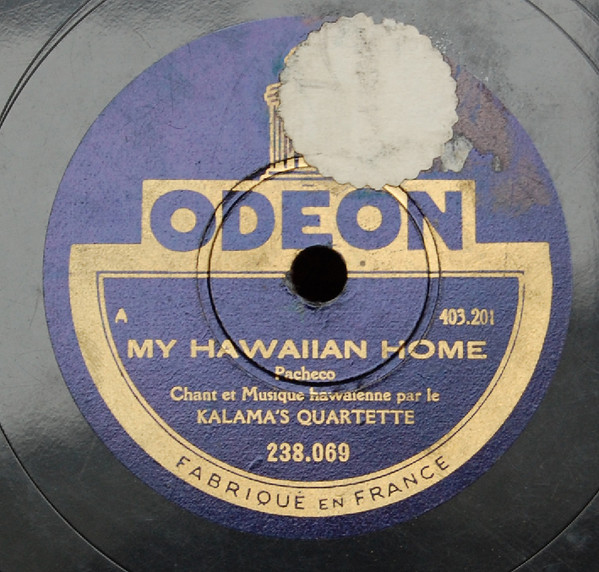 ODEON
A 403.201
MY HAWAIIAN HOME
Pacheco
Chant et Musique hawaïenne par le
KALAMA'S QUARTETTE
238.069
FABRIQUÉ EN FRANCE